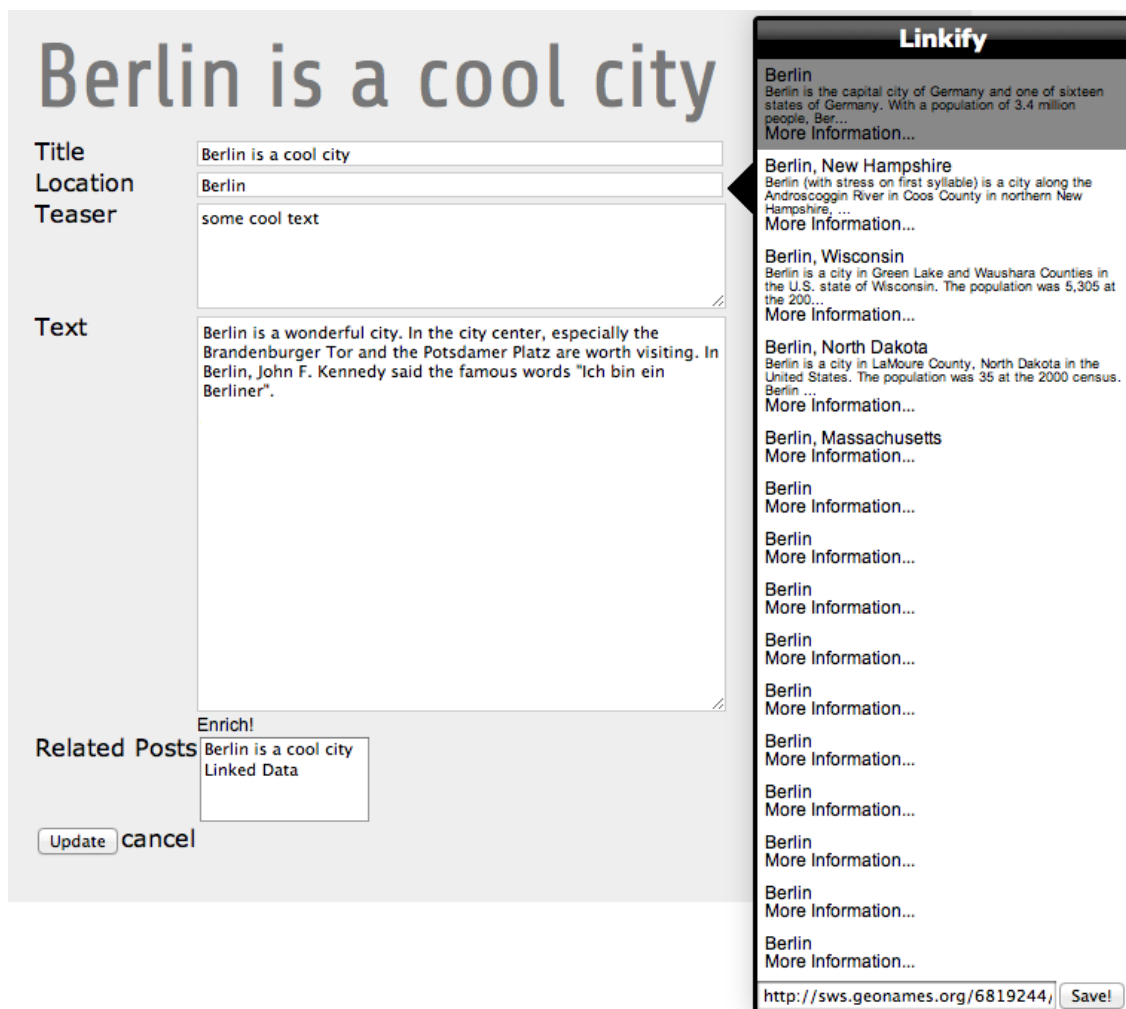 Berlin is a cool city
Title
Berlin is a cool city
Location
Berlin
Teaser
some cool text
Text
Berlin is a wonderful city. In the city center, especially the
Brandenburger Tor and the Potsdamer Platz are worth visiting. In
Berlin, John F. Kennedy said the famous words "Ich bin ein
Berliner".
Enrich!
Related Posts
Berlin is a cool city
Linked Data
Update cancel
Linkify
Berlin
Berlin is the capital city of Germany and one of sixteen
states of Germany. With a population of 3.4 million
people, Ber...
More Information...
Berlin, New Hampshire
Berlin (with stress on first syllable) is a city along the
Androscoggin River in Coos County in northern New
Hampshire, ...
More Information...
Berlin, Wisconsin
Berlin is a city in Green Lake and Waushara Counties in
the U.S. state of Wisconsin. The population was 5,305 at
the 200...
More Information...
Berlin, North Dakota
Berlin is a city in LaMoure County, North Dakota in the
United States. The population was 35 at the 2000 census.
Berlin ...
More Information...
Berlin, Massachusetts
More Information...
Berlin
More Information...
Berlin
More Information...
Berlin
More Information...
Berlin
More Information...
Berlin
More Information...
Berlin
More Information...
Berlin
More Information...
Berlin
More Information...
Berlin
More Information...
Berlin
More Information...
http://sws.geonames.org/6819244/ Save!